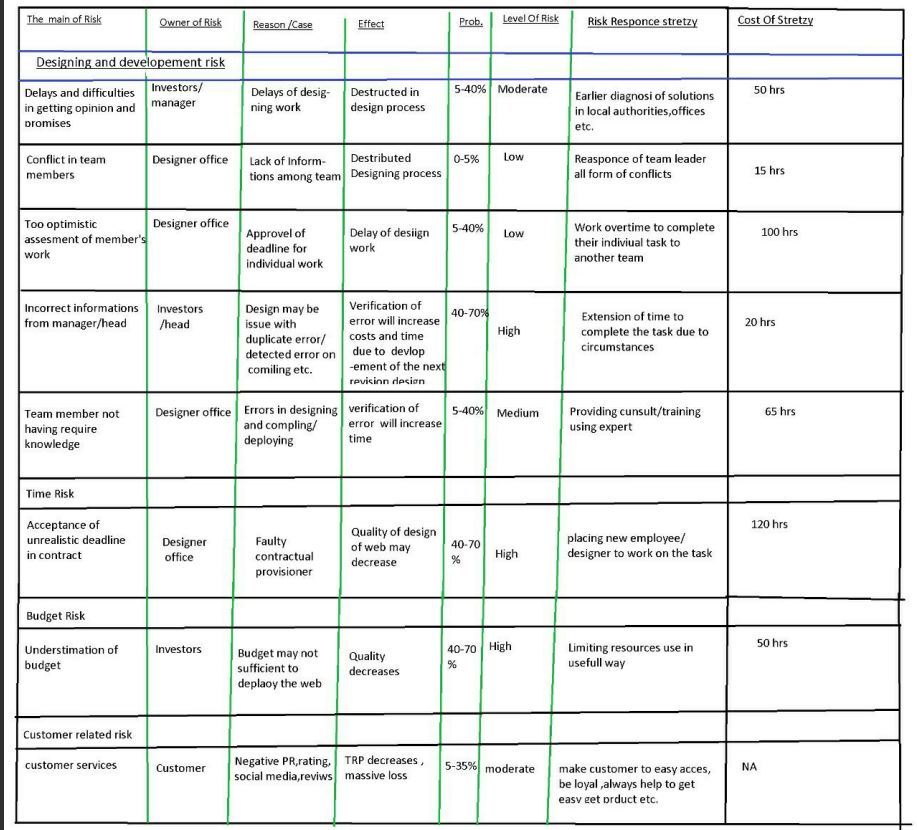 The main of Risk
Owner of Risk
Reason /Case
Effect
Prob.
Level Of Risk
Risk Responce stretzy
Cost Of Stretzy
Designing and developement risk
Delays and difficulties
in getting opinion and
promises
Investors/
manager
Delays of desig-
ning work
Destructed in
design process
5-40%
Moderate
Earlier diagnosi of solutions
in local authorities,offices
etc.
50 hrs
Conflict in team
members
Designer office
Lack of Inform-
tions among team
Destributed
Designing process
0-5%
Low
Reasponce of team leader
all form of conflicts
15 hrs
Too optimistic
assesment of member's
work
Designer office
Approvel of
deadline for
individual work
Delay of desiign
work
5-40%
Low
Work overtime to complete
their indiviual task to
another team
100 hrs
Incorrect informations
from manager/head
Investors
/head
Design may be
issue with
duplicate error/
detected error on
comiling etc.
Verification of
error will increase
costs and time
due to devlop
-ement of the next
revision design
40-70%
High
Extension of time to
complete the task due to
circumstances
20 hrs
Team member not
having require
knowledge
Designer office
Errors in designing
and compling/
deploying
verification of
error will increase
time
5-40%
Medium
Providing cunsult/training
using expert
65 hrs
Time Risk
Acceptance of
unrealistic deadline
in contract
Designer
office
Faulty
contractual
provisioner
Quality of design
of web may
decrease
40-70
%
High
placing new employee/
designer to work on the task
120 hrs
Budget Risk
Understimation of
budget
Investors
Budget may not
sufficient to
deplaoy the web
Quality
decreases
40-70
%
High
Limiting resources use in
usefull way
50 hrs
Customer related risk
customer services
Customer
Negative PR,rating,
social media,reviws
TRP decreases ,
massive loss
5-35%
moderate
make customer to easy acces,
be loyal ,always help to get
easy get prduct etc.
NA